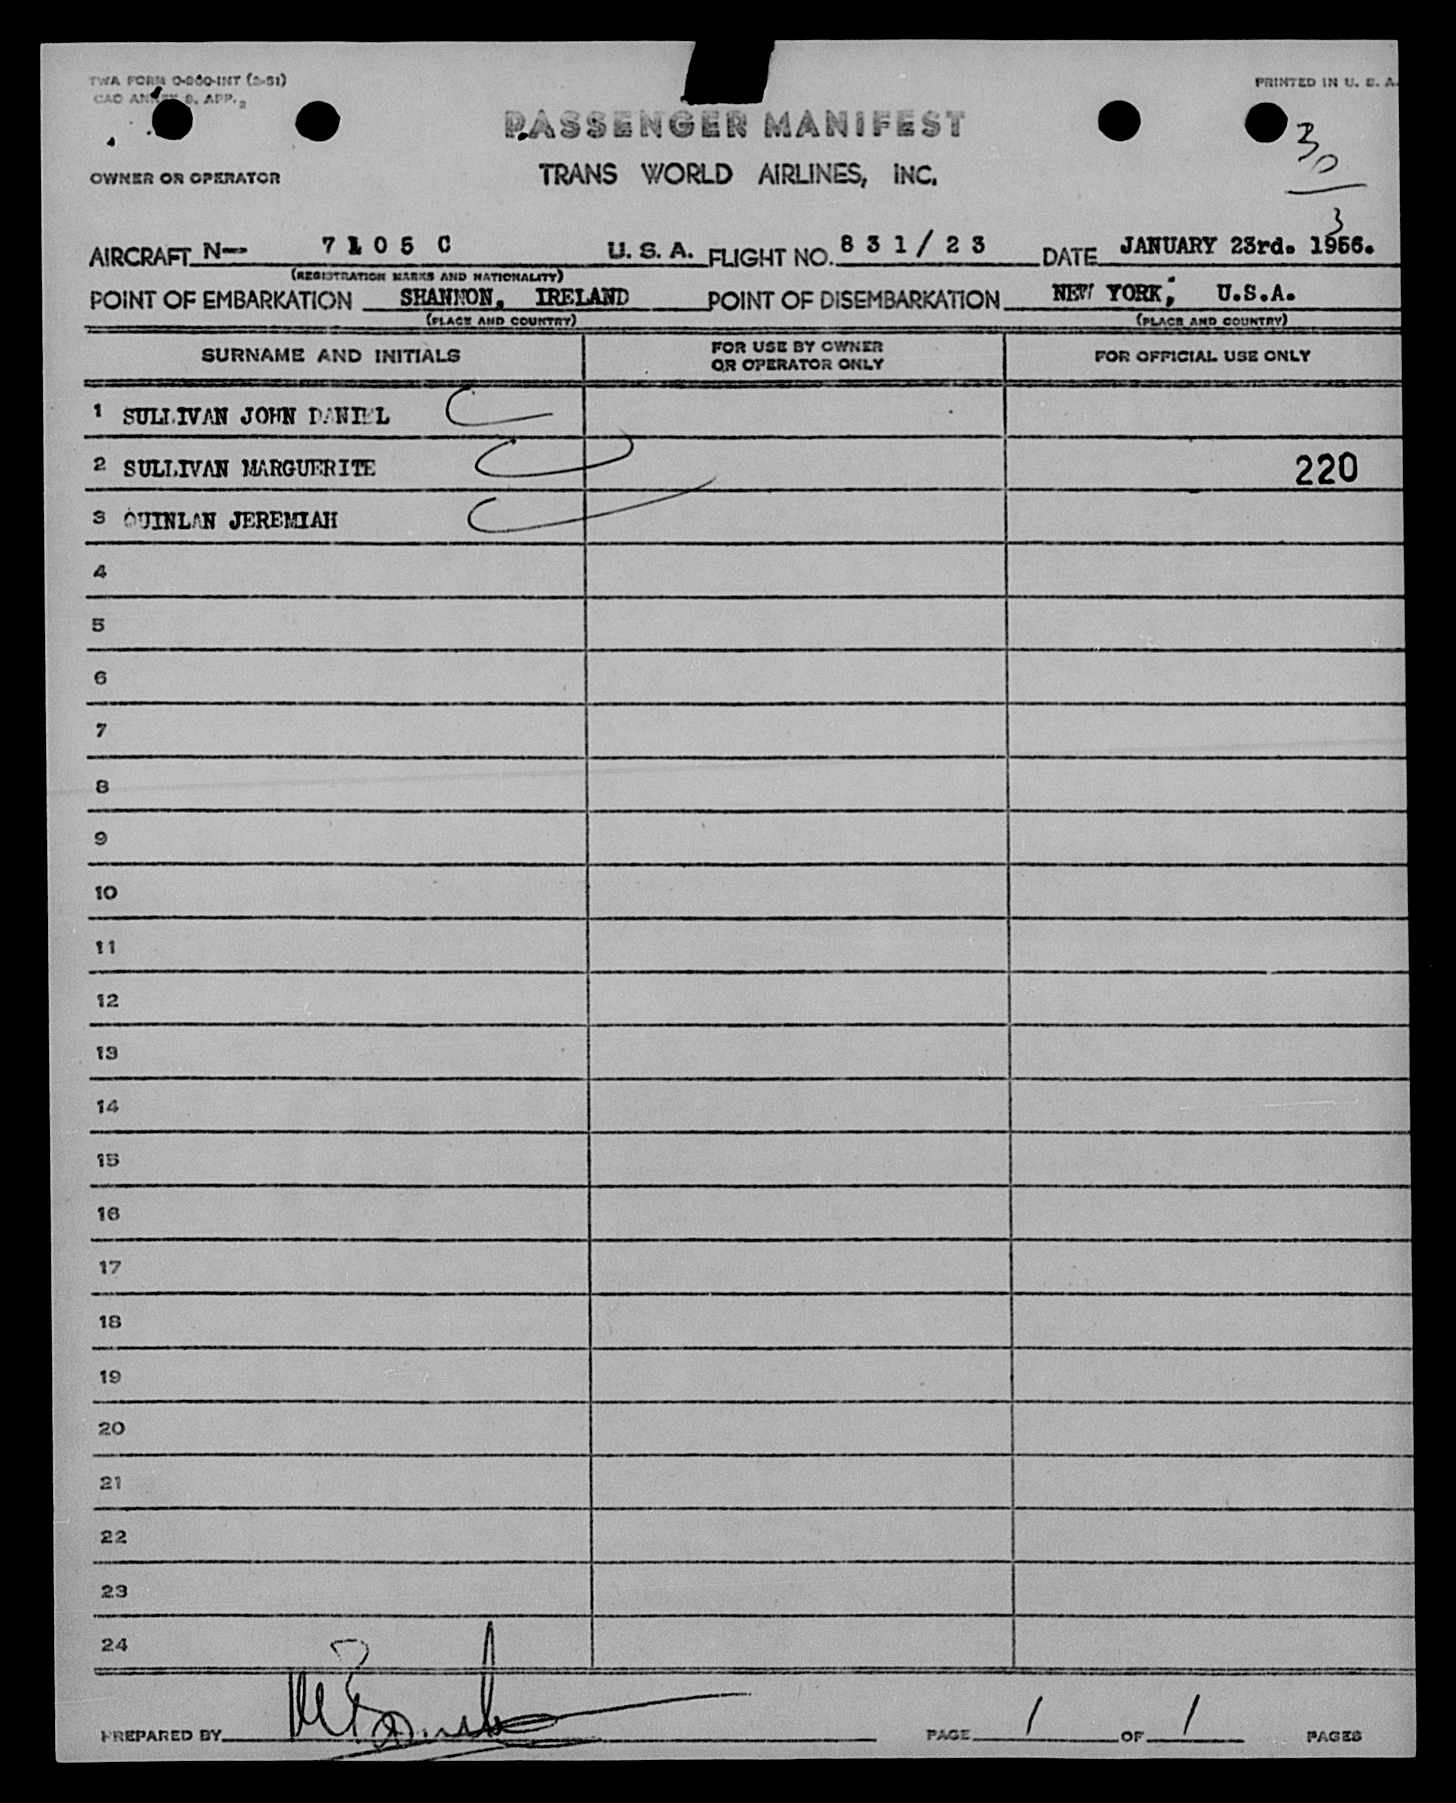 TWA FORM O-960-INT (2-51)
CAO ANNEX 9, APP. 2
PRINTED IN U. S. A.
PASSENGER MANIFEST
30
OWNER OR OPERATOR
TRANS WORLD AIRLINES, INC.
3
AIRCRAFT N-- 7105C U. S. A. FLIGHT NO. 831/23 DATE JANUARY 23rd. 1956.
(REGISTRATION MARKS AND NATIONALITY)
POINT OF EMBARKATION SHANNON, IRELAND POINT OF DISEMBARKATION NEW YORK, U.S.A.
(PLACE AND COUNTRY) (PLACE AND COUNTRY)
SURNAME AND INITIALS FOR USE BY OWNER OR OPERATOR ONLY FOR OFFICIAL USE ONLY
1 SULLIVAN JOHN DANIEL
2 SULLIVAN MARGUERITE 220
3 QUINLAN JEREMIAH
4
5
6
7
8
9
10
11
12
13
14
15
16
17
18
19
20
21
22
23
24
PREPARED BY PAGE 1 OF 1 PAGES